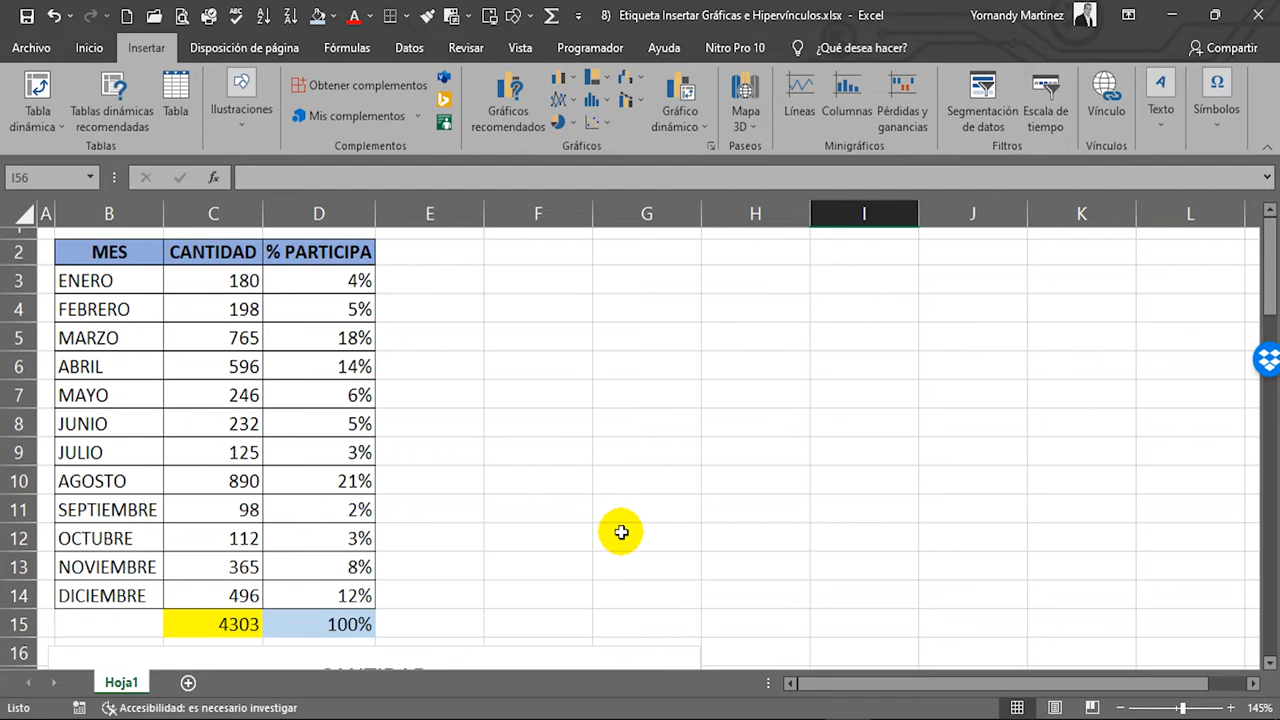 8) Etiqueta Insertar Gráficas e Hipervínculos.xlsx - Excel
Yornandy Martinez
Archivo Inicio Insertar Disposición de página Fórmulas Datos Revisar Vista Programador Ayuda Nitro Pro 10 ¿Qué desea hacer? Compartir
Tabla dinámica
Tablas dinámicas recomendadas
Tabla
Tablas
Ilustraciones
Obtener complementos
Mis complementos
Complementos
Gráficos recomendados
Gráfico dinámico
Gráficos
Mapa 3D
Paseos
Líneas
Columnas
Pérdidas y ganancias
Minigráficos
Segmentación de datos
Escala de tiempo
Filtros
Vínculo
Vínculos
Texto
Símbolos
I56 fx
A B C D E F G H I J K L
2 MES CANTIDAD % PARTICIPA
3 ENERO 180 4%
4 FEBRERO 198 5%
5 MARZO 765 18%
6 ABRIL 596 14%
7 MAYO 246 6%
8 JUNIO 232 5%
9 JULIO 125 3%
10 AGOSTO 890 21%
11 SEPTIEMBRE 98 2%
12 OCTUBRE 112 3%
13 NOVIEMBRE 365 8%
14 DICIEMBRE 496 12%
15 4303 100%
16
Hoja1
Listo Accesibilidad: es necesario investigar 145%